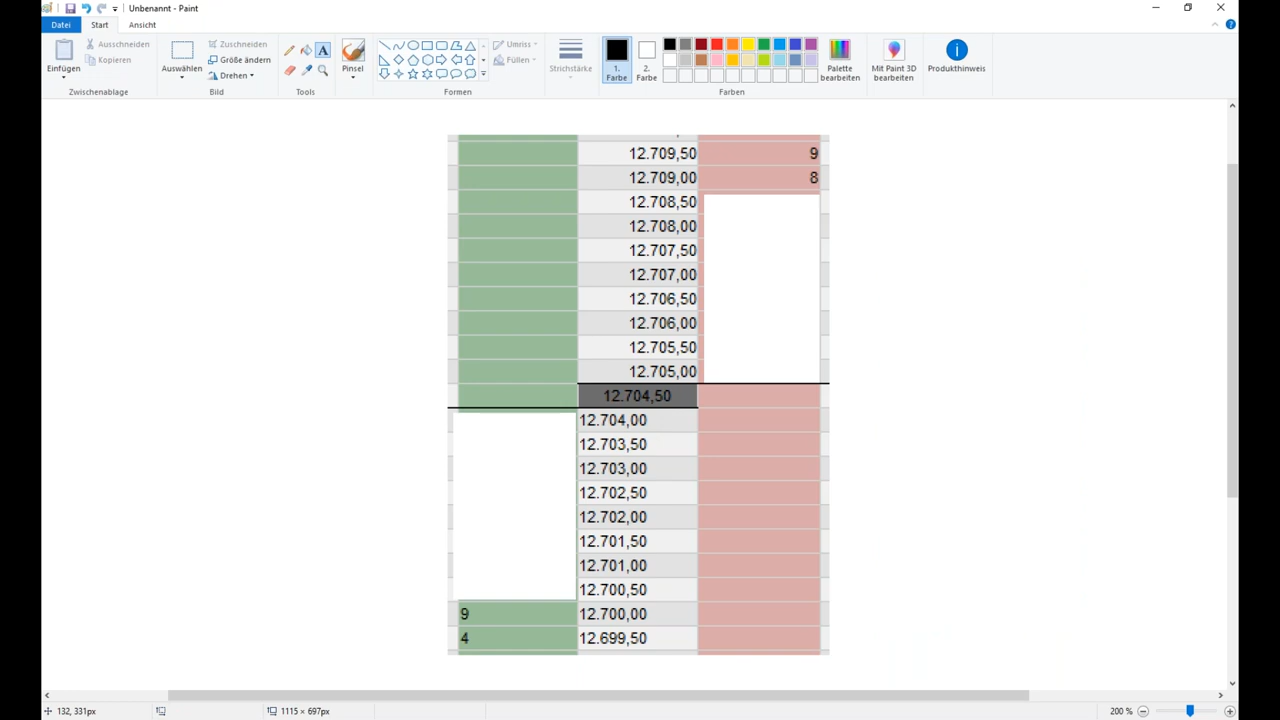 Unbenannt - Paint
Datei Start Ansicht
Einfügen
Ausschneiden
Kopieren
Zwischenablage
Auswählen
Zuschneiden
Größe ändern
Drehen
Bild
A
Tools
Pinsel
Umriss
Füllen
Formen
Strichstärke
1. Farbe
2. Farbe
Palette bearbeiten
Farben
Mit Paint 3D bearbeiten
Produkthinweis
12.709,50 9
12.709,00 8
12.708,50
12.708,00
12.707,50
12.707,00
12.706,50
12.706,00
12.705,50
12.705,00
12.704,50
12.704,00
12.703,50
12.703,00
12.702,50
12.702,00
12.701,50
12.701,00
12.700,50
9 12.700,00
4 12.699,50
132, 331px
1115 × 697px
200 %